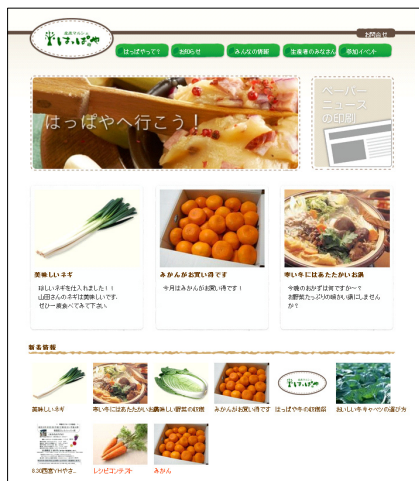 お問合せ
はっぱや
はっぱやって？
お知らせ
みんなの情報
生産者のみなさん
参加イベント
はっぱやへ行こう！
ペーパー
ニュース
の印刷
美味しいネギ
ほしいネギを仕入れました！！
山田さんのネギは美味しいです.
ぜひ一度食べてみて下さい.
みかんがお買い得です
今月はみかんがお買い得！
寒い冬にはあたたかいお鍋
今晩のおかずは何ですか〜？
お野菜たっぷりの暖かい鍋にしません
か？
新着情報
美味しいネギ
寒い冬にはあたたかいお鍋
美味しい野菜の収穫
みかんがお買い得です
はっぱや冬の収穫祭
おいしい冬キャベツの選び方
レシピコンテスト
みかん